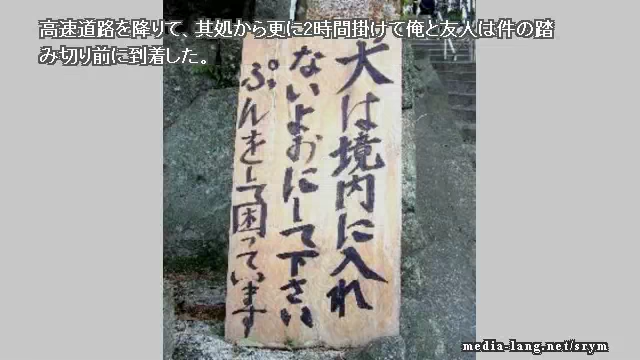 高速道路を降りて、其処から更に2時間掛けて俺と友人は件の踏
み切り前に到着した。
犬は境内に入れ
ないよおにして下さい
ぷんをして困っています
media-lang.net/srym